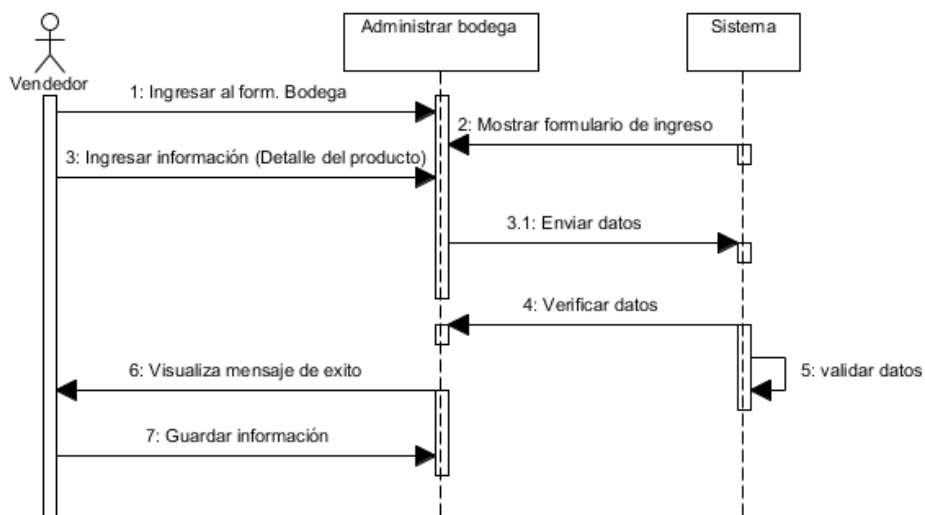 Administrar bodega
Sistema
Vendedor
1: Ingresar al form. Bodega
2: Mostrar formulario de ingreso
3: Ingresar información (Detalle del producto)
3.1: Enviar datos
4: Verificar datos
6: Visualiza mensaje de exito
5: validar datos
7: Guardar información